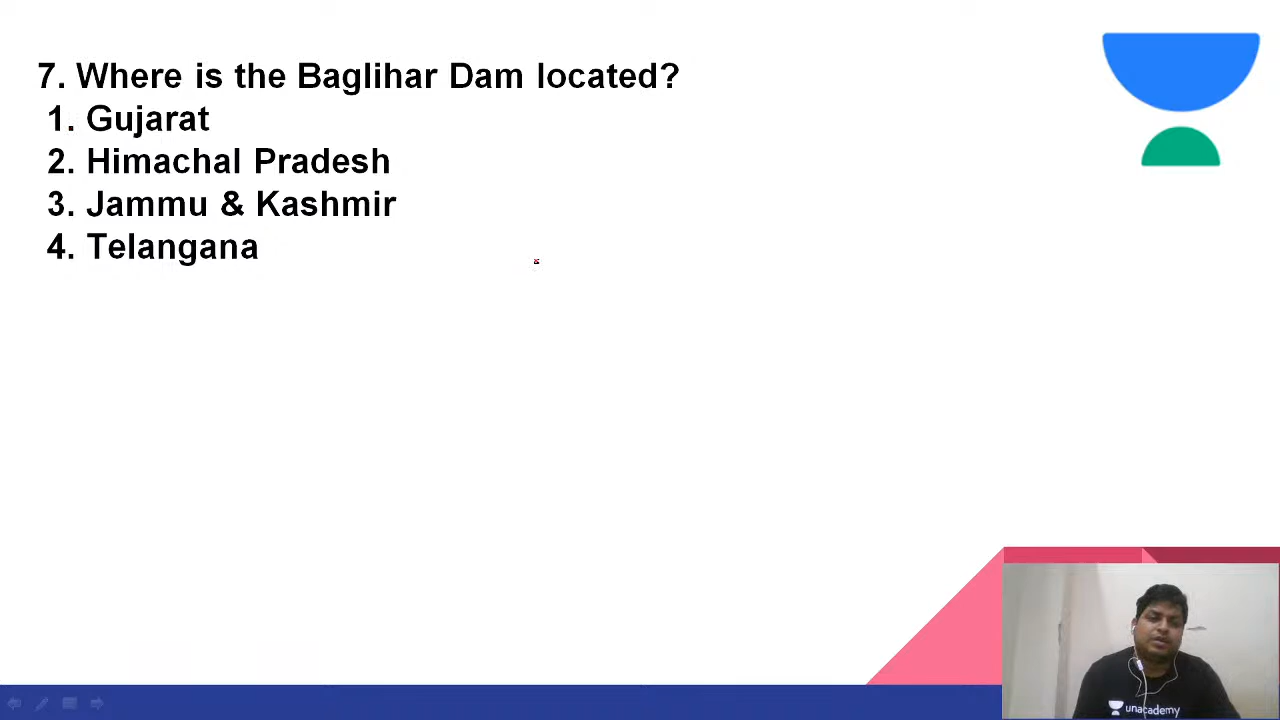 7. Where is the Baglihar Dam located?
1. Gujarat
2. Himachal Pradesh
3. Jammu & Kashmir
4. Telangana
unacademy